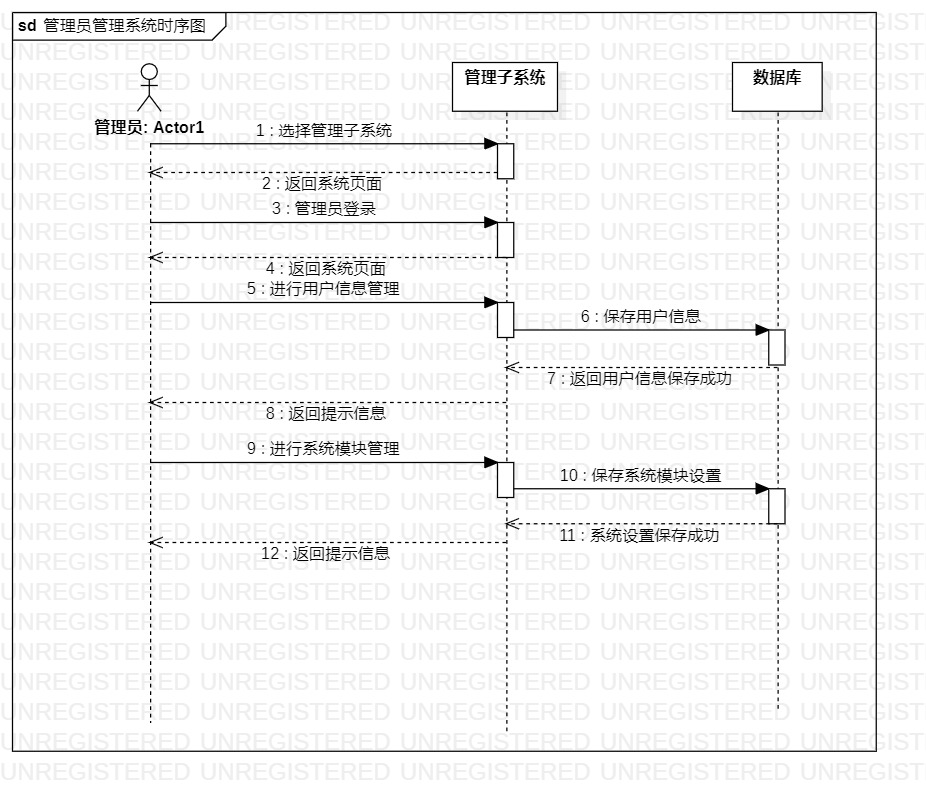 sd 管理员管理系统时序图
管理子系统
数据库
管理员: Actor1
1 : 选择管理子系统
2 : 返回系统页面
3 : 管理员登录
4 : 返回系统页面
5 : 进行用户信息管理
6 : 保存用户信息
7 : 返回用户信息保存成功
8 : 返回提示信息
9 : 进行系统模块管理
10 : 保存系统模块设置
11 : 系统设置保存成功
12 : 返回提示信息
UNREGISTERED